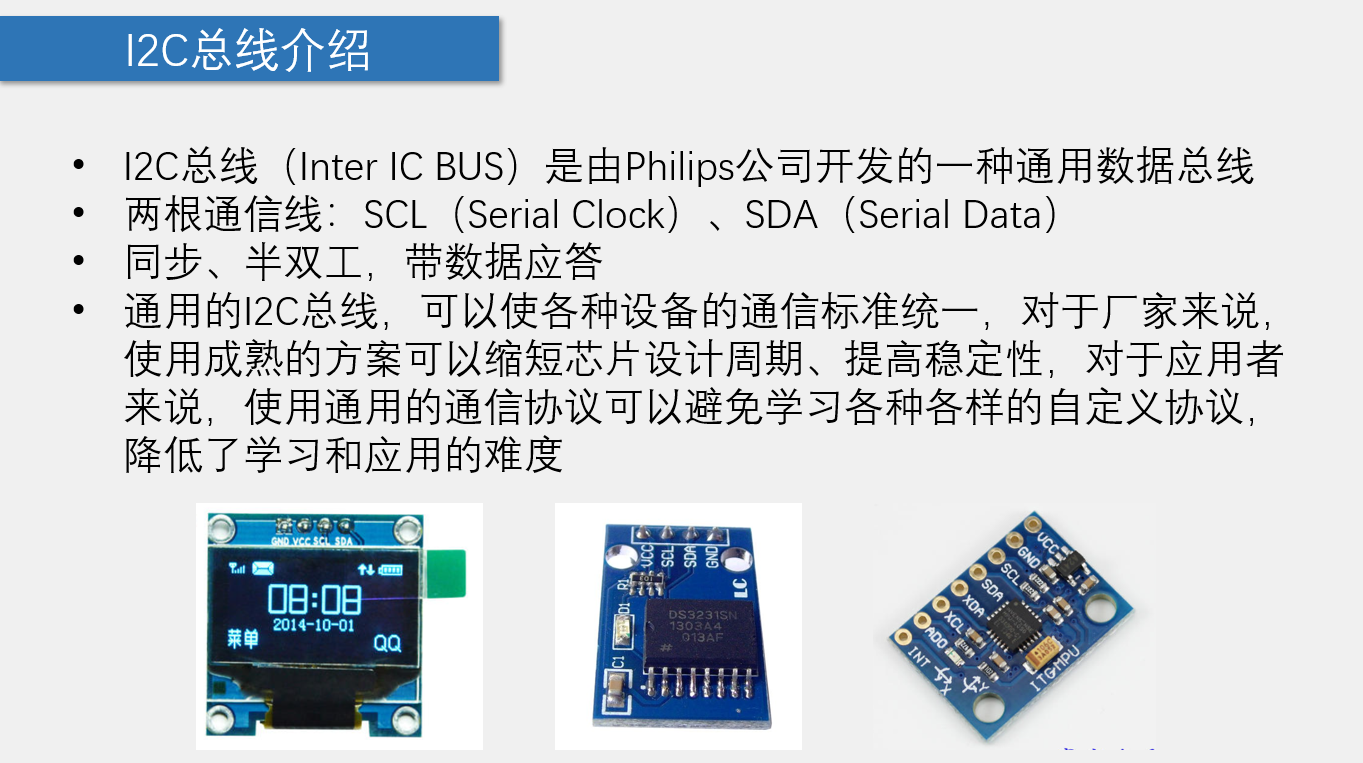 I2C总线介绍
• I2C总线（Inter IC BUS）是由Philips公司开发的一种通用数据总线
• 两根通信线：SCL（Serial Clock）、SDA（Serial Data）
• 同步、半双工，带数据应答
• 通用的I2C总线，可以使各种设备的通信标准统一，对于厂家来说，
使用成熟的方案可以缩短芯片设计周期、提高稳定性，对于应用者
来说，使用通用的通信协议可以避免学习各种各样的自定义协议，
降低了学习和应用的难度
GND VCC SCL SDA
08:08
2014-10-01
菜单 QQ
VCC
SCL
SDA
GND
R1
103
LC
D1
DS3231SN
1303A4
013AF
#
C1
VCC
GND
SCL
SDA
XDA
XCL
ADO
INT
ITG/MPU
X
Y